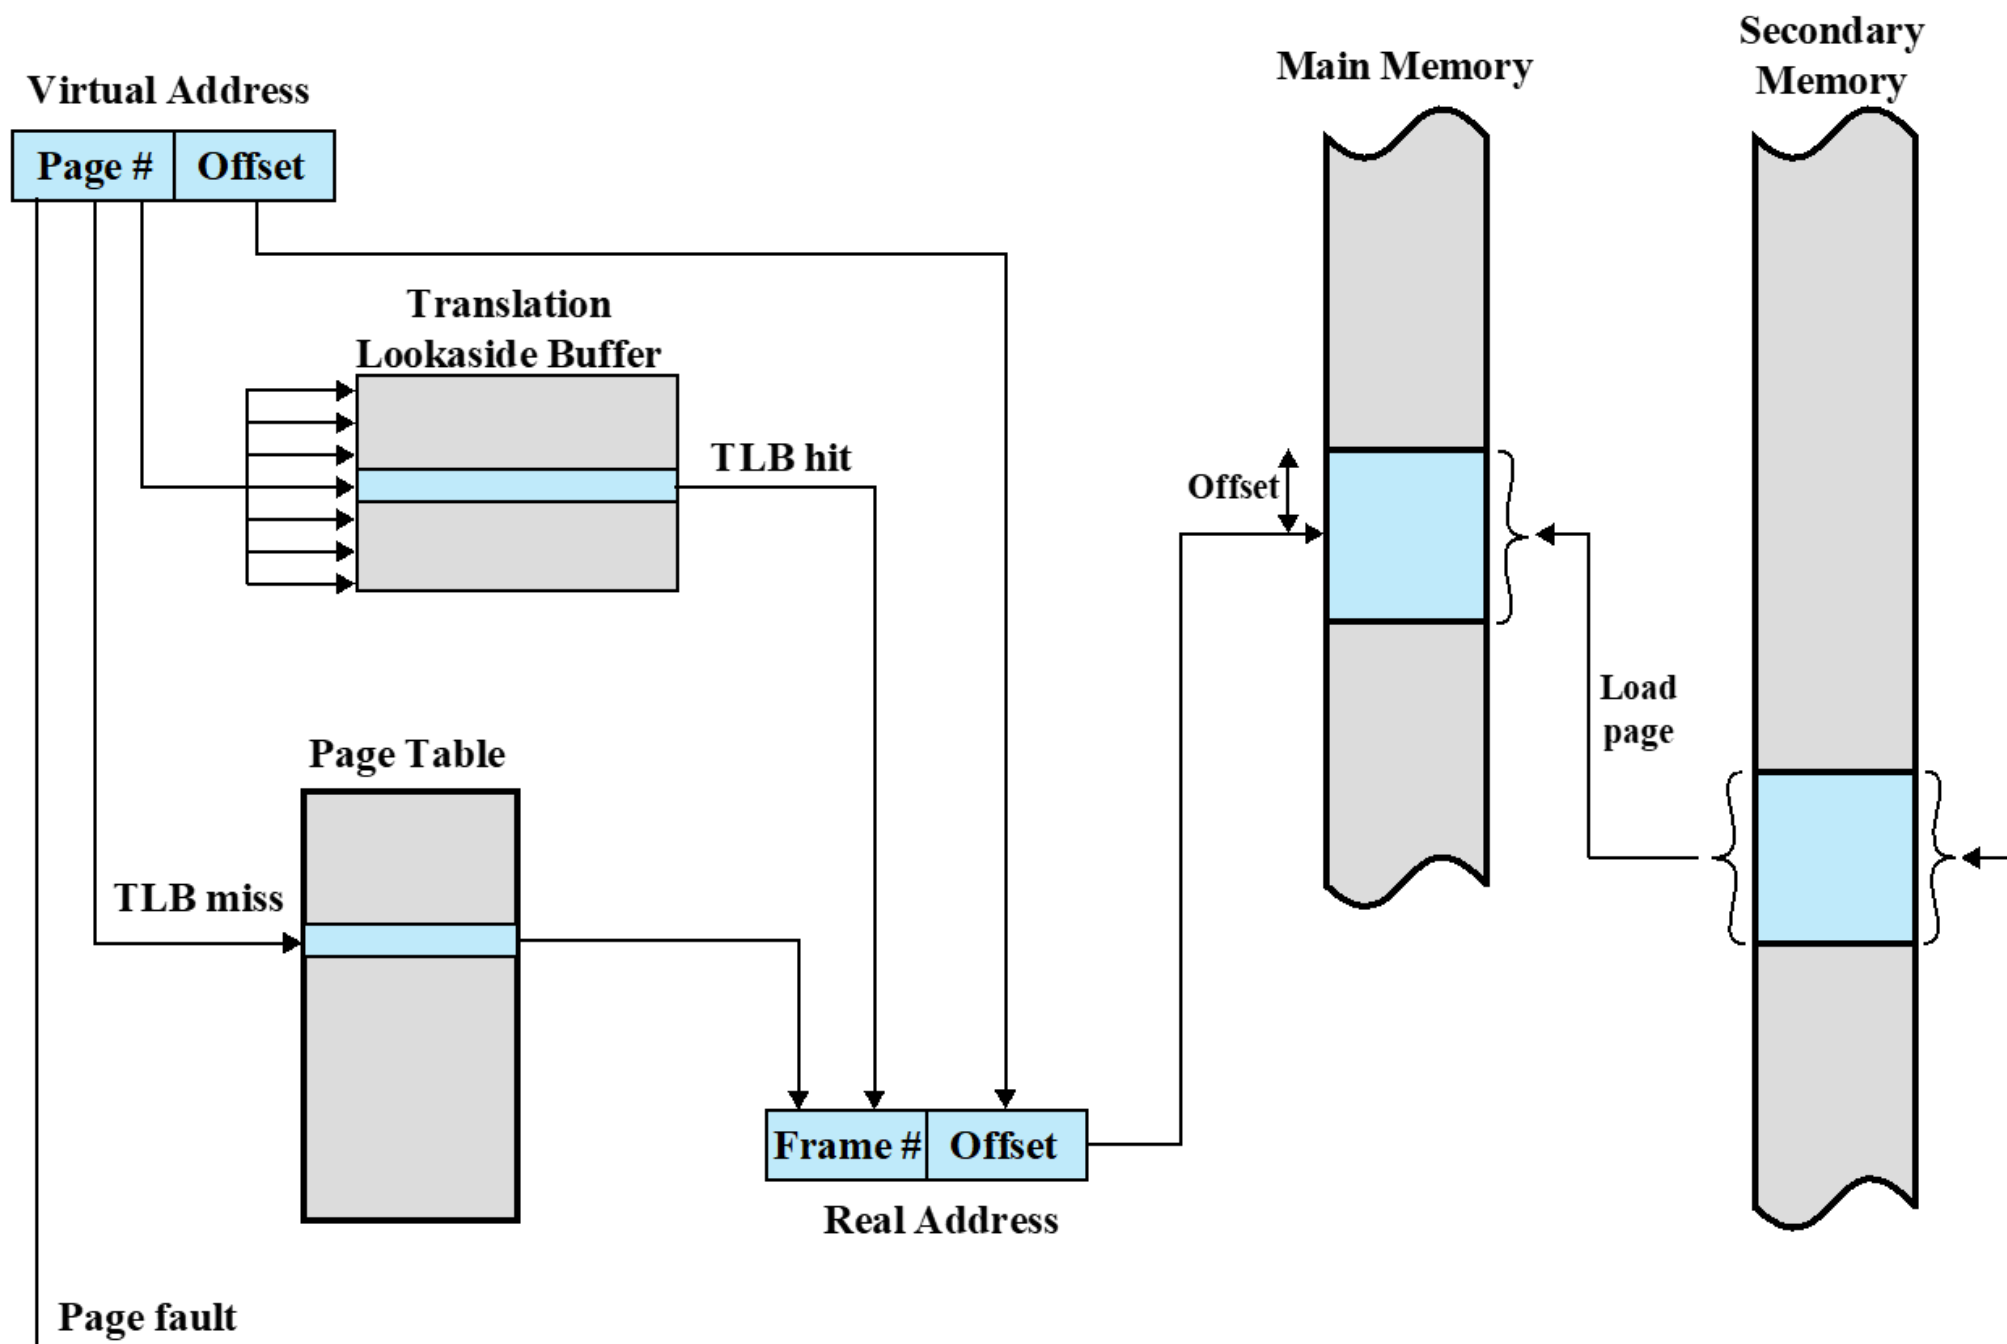 Secondary
Memory
Main Memory
Virtual Address
Page # Offset
Translation
Lookaside Buffer
TLB hit
Offset
Load
page
Page Table
TLB miss
Frame # Offset
Real Address
Page fault